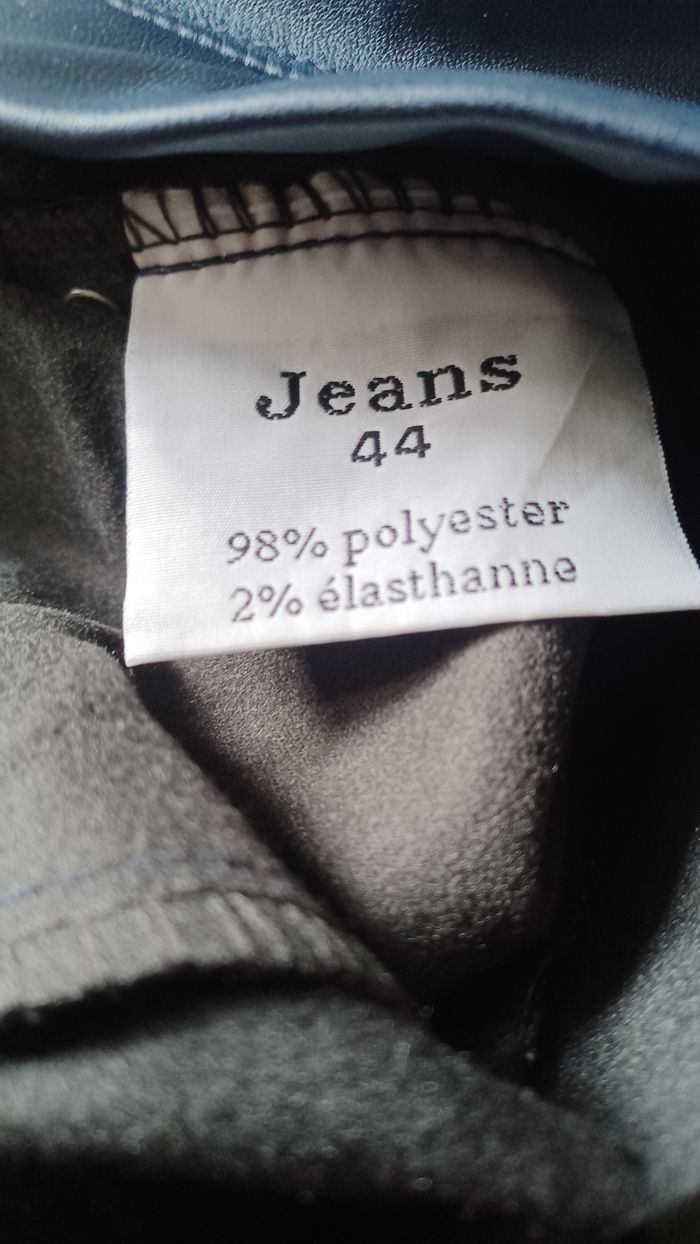 Jeans
44
98% polyester
2% élasthanne